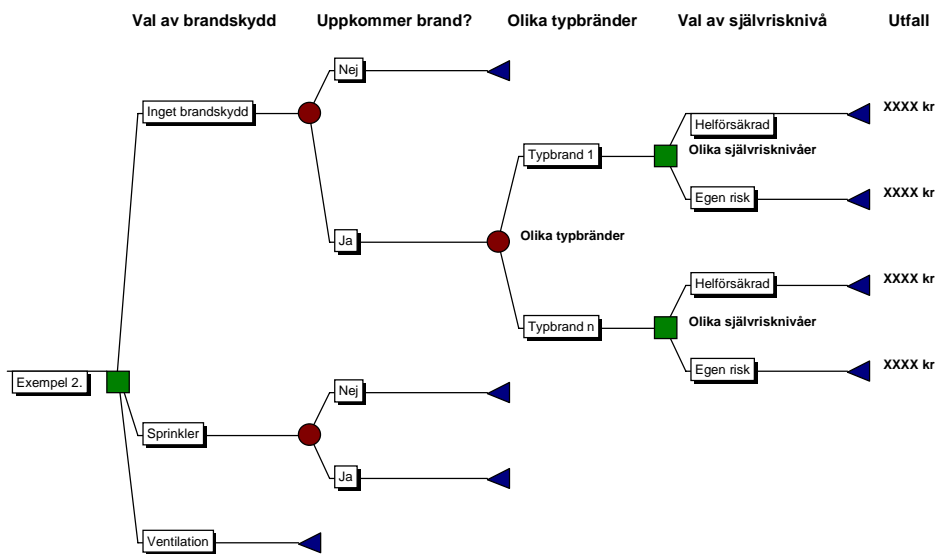 Val av brandskydd Uppkommer brand? Olika typbränder Val av självrisknivå Utfall
Nej
Inget brandskydd
Helförsäkrad
XXXX kr
Typbrand 1
Olika självrisknivåer
Egen risk
XXXX kr
Ja
Olika typbränder
Helförsäkrad
XXXX kr
Typbrand n
Olika självrisknivåer
Egen risk
XXXX kr
Exempel 2.
Nej
Sprinkler
Ja
Ventilation